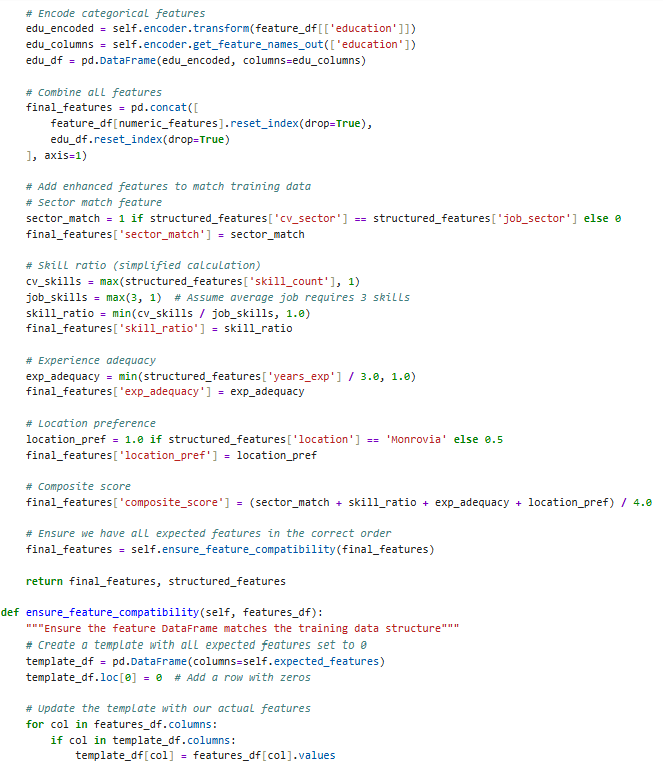 # Encode categorical features
edu_encoded = self.encoder.transform(feature_df[['education']])
edu_columns = self.encoder.get_feature_names_out(['education'])
edu_df = pd.DataFrame(edu_encoded, columns=edu_columns)

# Combine all features
final_features = pd.concat([
    feature_df[numeric_features].reset_index(drop=True),
    edu_df.reset_index(drop=True)
], axis=1)

# Add enhanced features to match training data
# Sector match feature
sector_match = 1 if structured_features['cv_sector'] == structured_features['job_sector'] else 0
final_features['sector_match'] = sector_match

# Skill ratio (simplified calculation)
cv_skills = max(structured_features['skill_count'], 1)
job_skills = max(3, 1)  # Assume average job requires 3 skills
skill_ratio = min(cv_skills / job_skills, 1.0)
final_features['skill_ratio'] = skill_ratio

# Experience adequacy
exp_adequacy = min(structured_features['years_exp'] / 3.0, 1.0)
final_features['exp_adequacy'] = exp_adequacy

# Location preference
location_pref = 1.0 if structured_features['location'] == 'Monrovia' else 0.5
final_features['location_pref'] = location_pref

# Composite score
final_features['composite_score'] = (sector_match + skill_ratio + exp_adequacy + location_pref) / 4.0

# Ensure we have all expected features in the correct order
final_features = self.ensure_feature_compatibility(final_features)

return final_features, structured_features

def ensure_feature_compatibility(self, features_df):
    """Ensure the feature DataFrame matches the training data structure"""
    # Create a template with all expected features set to 0
    template_df = pd.DataFrame(columns=self.expected_features)
    template_df.loc[0] = 0  # Add a row with zeros

    # Update the template with our actual features
    for col in features_df.columns:
        if col in template_df.columns:
            template_df[col] = features_df[col].values